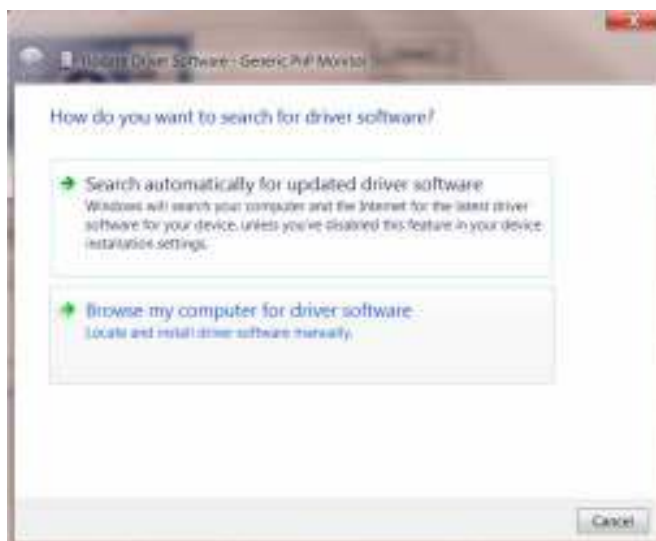 Update Driver Software - Generic PnP Monitor
How do you want to search for driver software?
Search automatically for updated driver software
Windows will search your computer and the Internet for the latest driver
software for your device, unless you've disabled this feature in your device
installation settings.
Browse my computer for driver software
Locate and install driver software manually.
Cancel